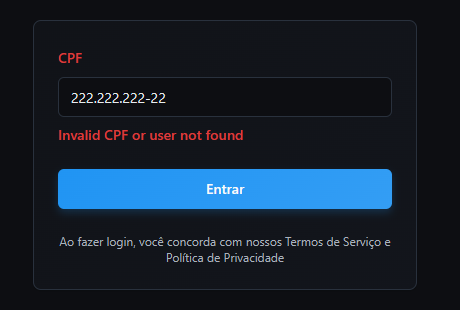 CPF
222.222.222-22
Invalid CPF or user not found
Entrar
Ao fazer login, você concorda com nossos Termos de Serviço e
Política de Privacidade